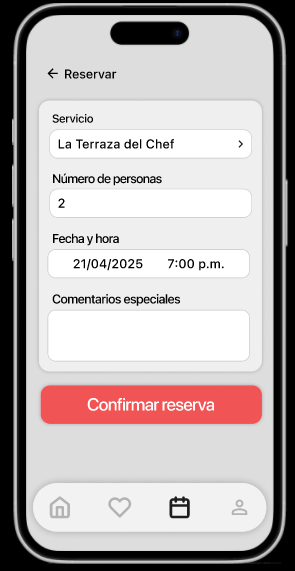 Reservar
Servicio
La Terraza del Chef
Número de personas
2
Fecha y hora
21/04/2025 7:00 p.m.
Comentarios especiales
Confirmar reserva